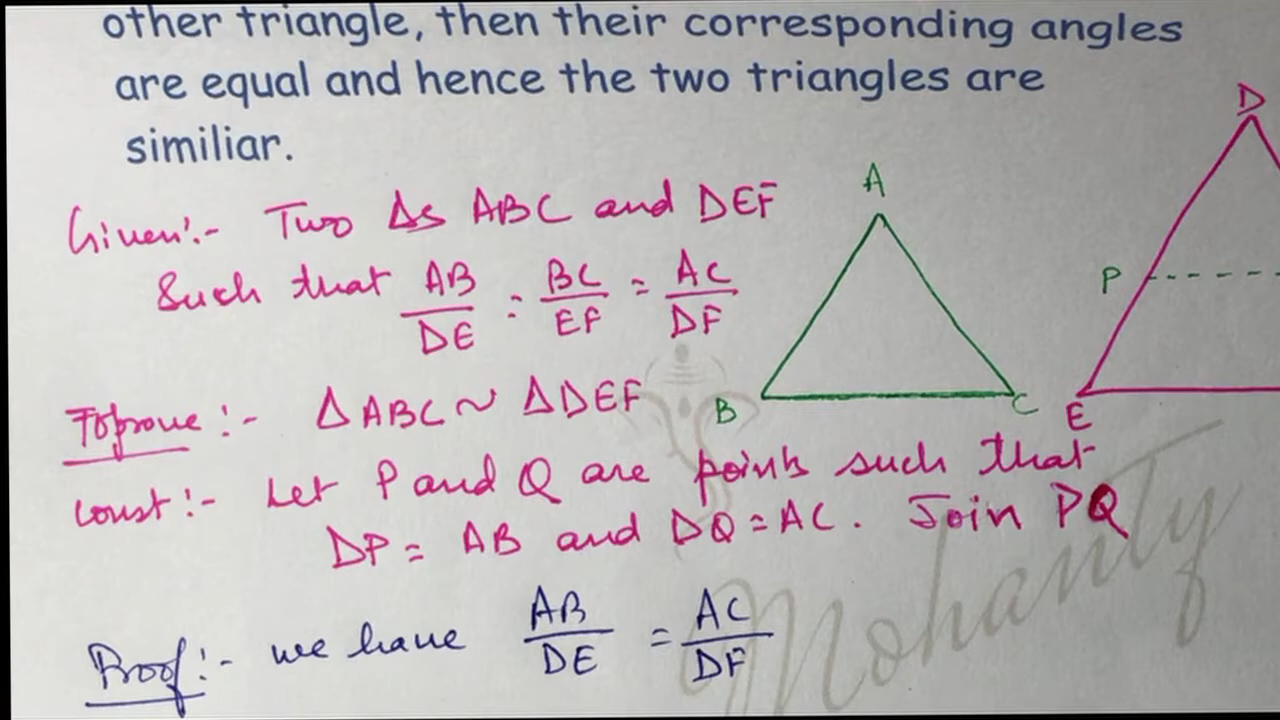 other triangle, then their corresponding angles
are equal and hence the two triangles are
similiar.
Given:- Two Δs ABC and DEF
Such that AB/DE = BC/EF = AC/DF
To prove :- Δ ABC ~ ΔDEF
Const :- Let P and Q are points such that
DP = AB and DQ = AC. Join PQ
Proof :- we have AB/DE = AC/DF
A
B
C
D
P
E
Mohanty